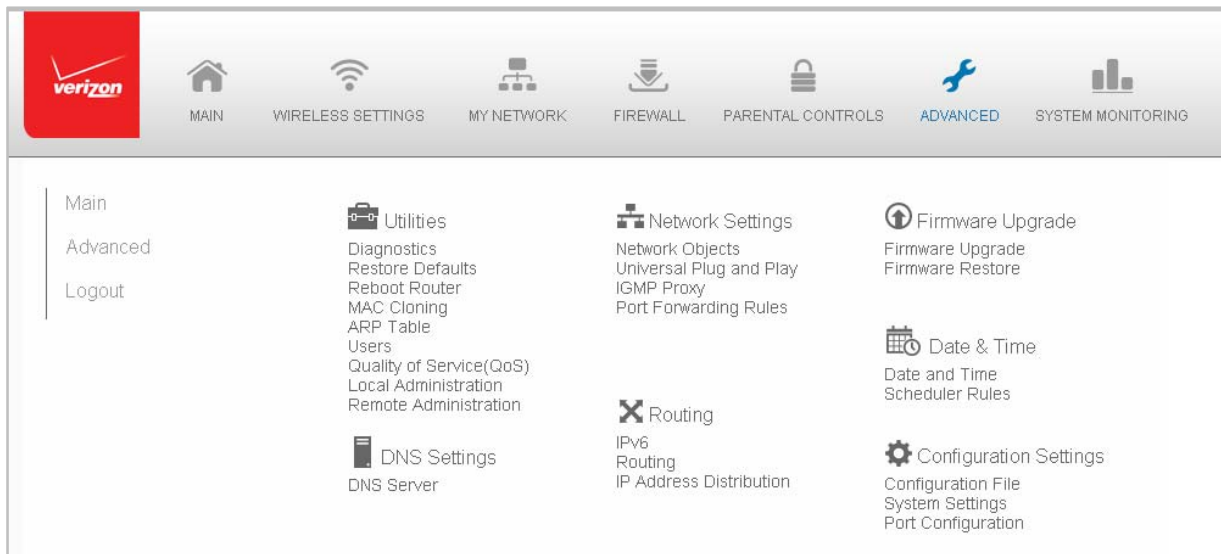 verizon
MAIN
WIRELESS SETTINGS
MY NETWORK
FIREWALL
PARENTAL CONTROLS
ADVANCED
SYSTEM MONITORING
Main
Advanced
Logout
Utilities
Diagnostics
Restore Defaults
Reboot Router
MAC Cloning
ARP Table
Users
Quality of Service(QoS)
Local Administration
Remote Administration
DNS Settings
DNS Server
Network Settings
Network Objects
Universal Plug and Play
IGMP Proxy
Port Forwarding Rules
Routing
IPv6
Routing
IP Address Distribution
Firmware Upgrade
Firmware Upgrade
Firmware Restore
Date & Time
Date and Time
Scheduler Rules
Configuration Settings
Configuration File
System Settings
Port Configuration